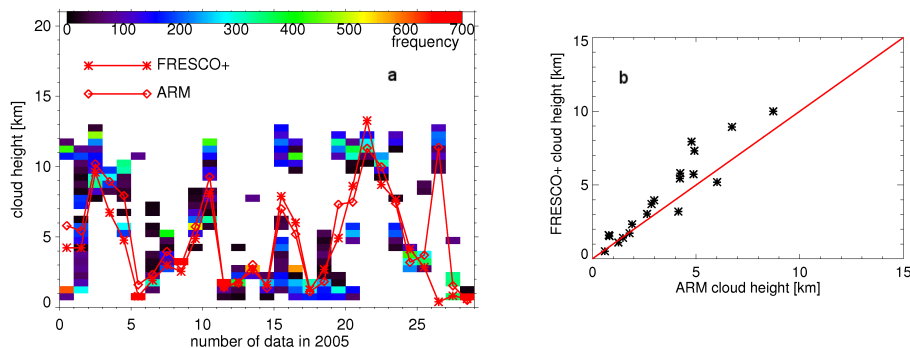 20
0 100 200 300 400 500 600 700
frequency
FRESCO+
a
ARM
15
10
5
0
cloud height [km]
0 5 10 15 20 25
number of data in 2005
15
b
10
5
0
FRESCO+ cloud height [km]
0 5 10 15
ARM cloud height [km]